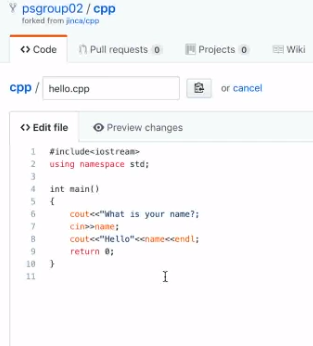 psgroup02 / cpp
forked from jinca/cpp
Code Pull requests 0 Projects 0 Wiki
cpp / hello.cpp or cancel
Edit file Preview changes
1 #include<iostream>
2 using namespace std;
3
4 int main()
5 {
6 cout<<"What is your name?;
7 cin>>name;
8 cout<<"Hello"<<name<<endl;
9 return 0;
10 }
11